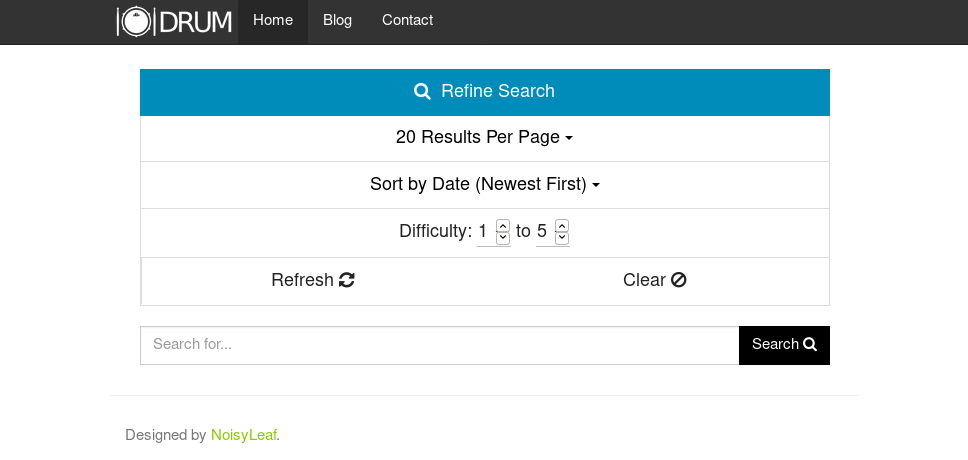 DRUM Home Blog Contact
Refine Search
20 Results Per Page
Sort by Date (Newest First)
Difficulty: 1 to 5
Refresh Clear
Search for... Search
Designed by NoisyLeaf.